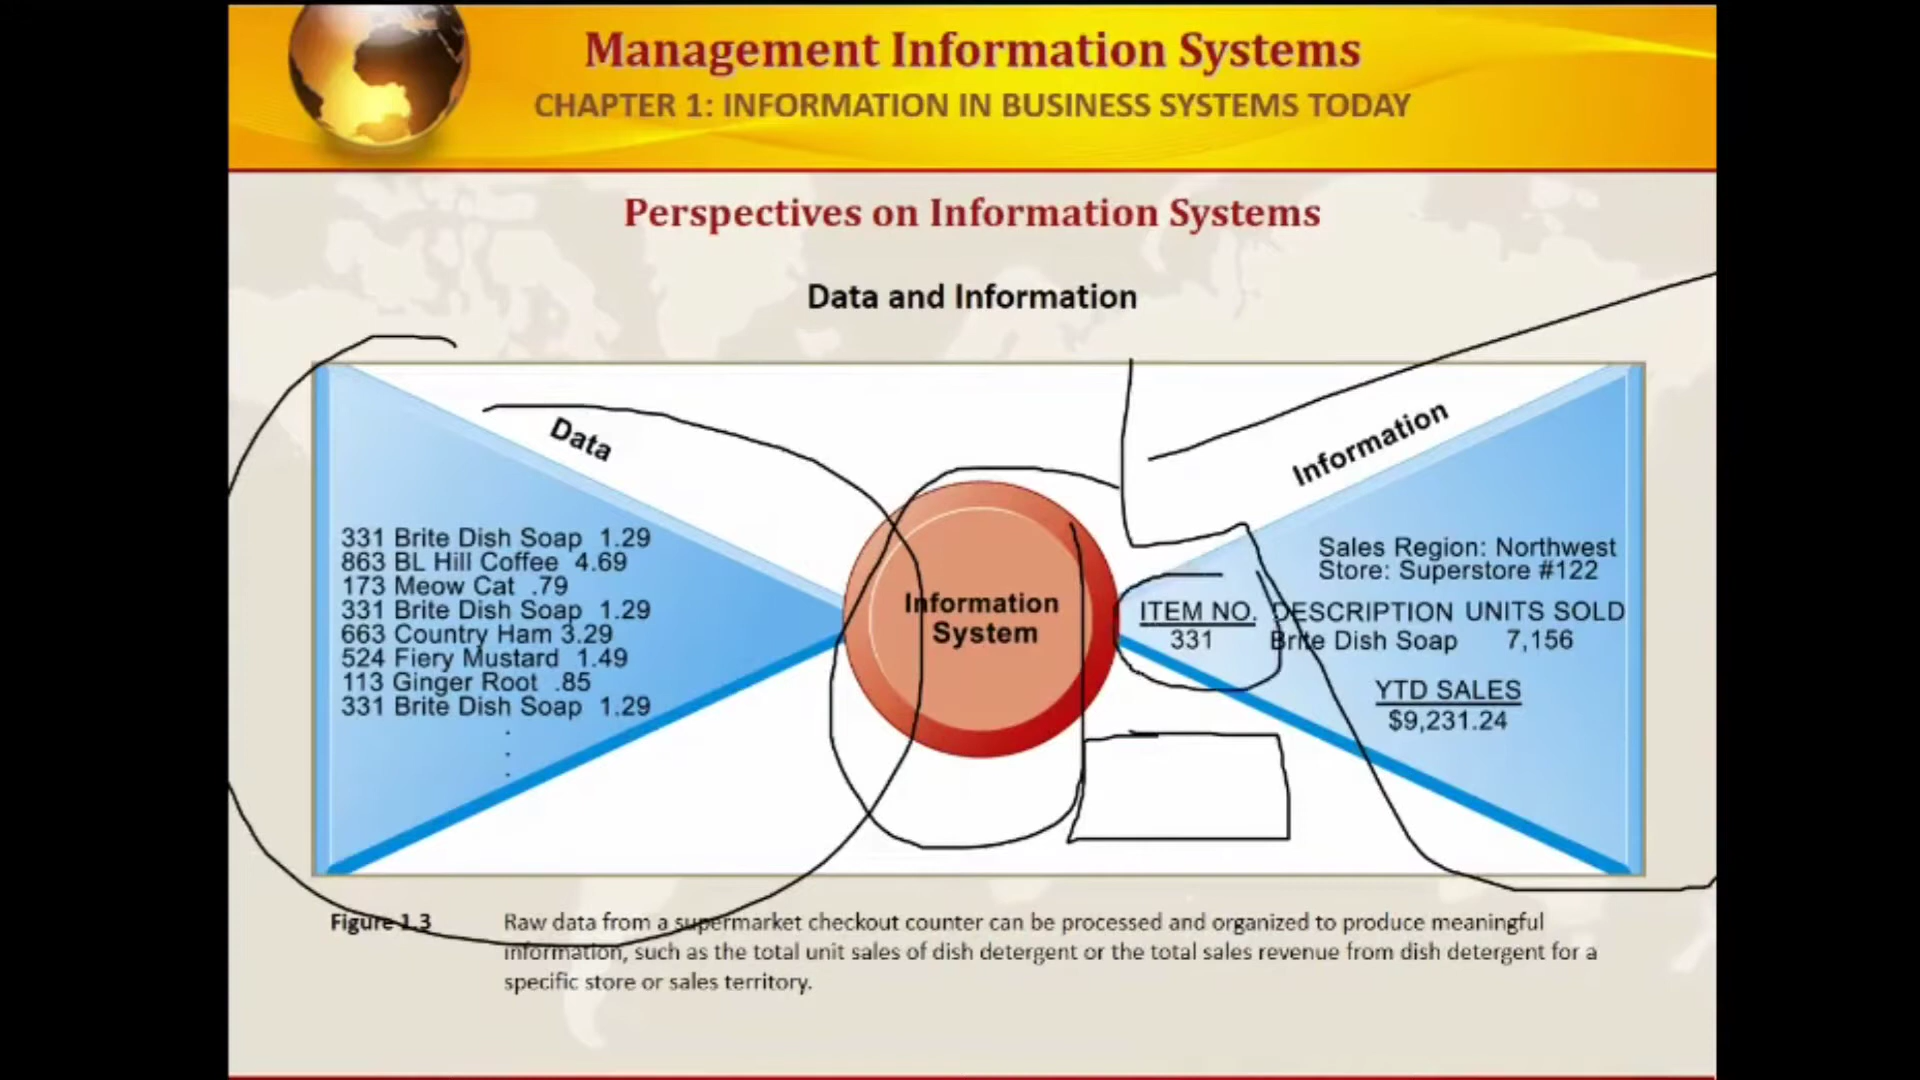 Management Information Systems
CHAPTER 1: INFORMATION IN BUSINESS SYSTEMS TODAY
Perspectives on Information Systems
Data and Information
Data
331 Brite Dish Soap 1.29
863 BL Hill Coffee 4.69
173 Meow Cat .79
331 Brite Dish Soap 1.29
663 Country Ham 3.29
524 Fiery Mustard 1.49
113 Ginger Root .85
331 Brite Dish Soap 1.29
.
.
.
Information
System
Information
Sales Region: Northwest
Store: Superstore #122
ITEM NO. DESCRIPTION UNITS SOLD
331 Brite Dish Soap 7,156
YTD SALES
$9,231.24
Figure 1.3 Raw data from a supermarket checkout counter can be processed and organized to produce meaningful
information, such as the total unit sales of dish detergent or the total sales revenue from dish detergent for a
specific store or sales territory.